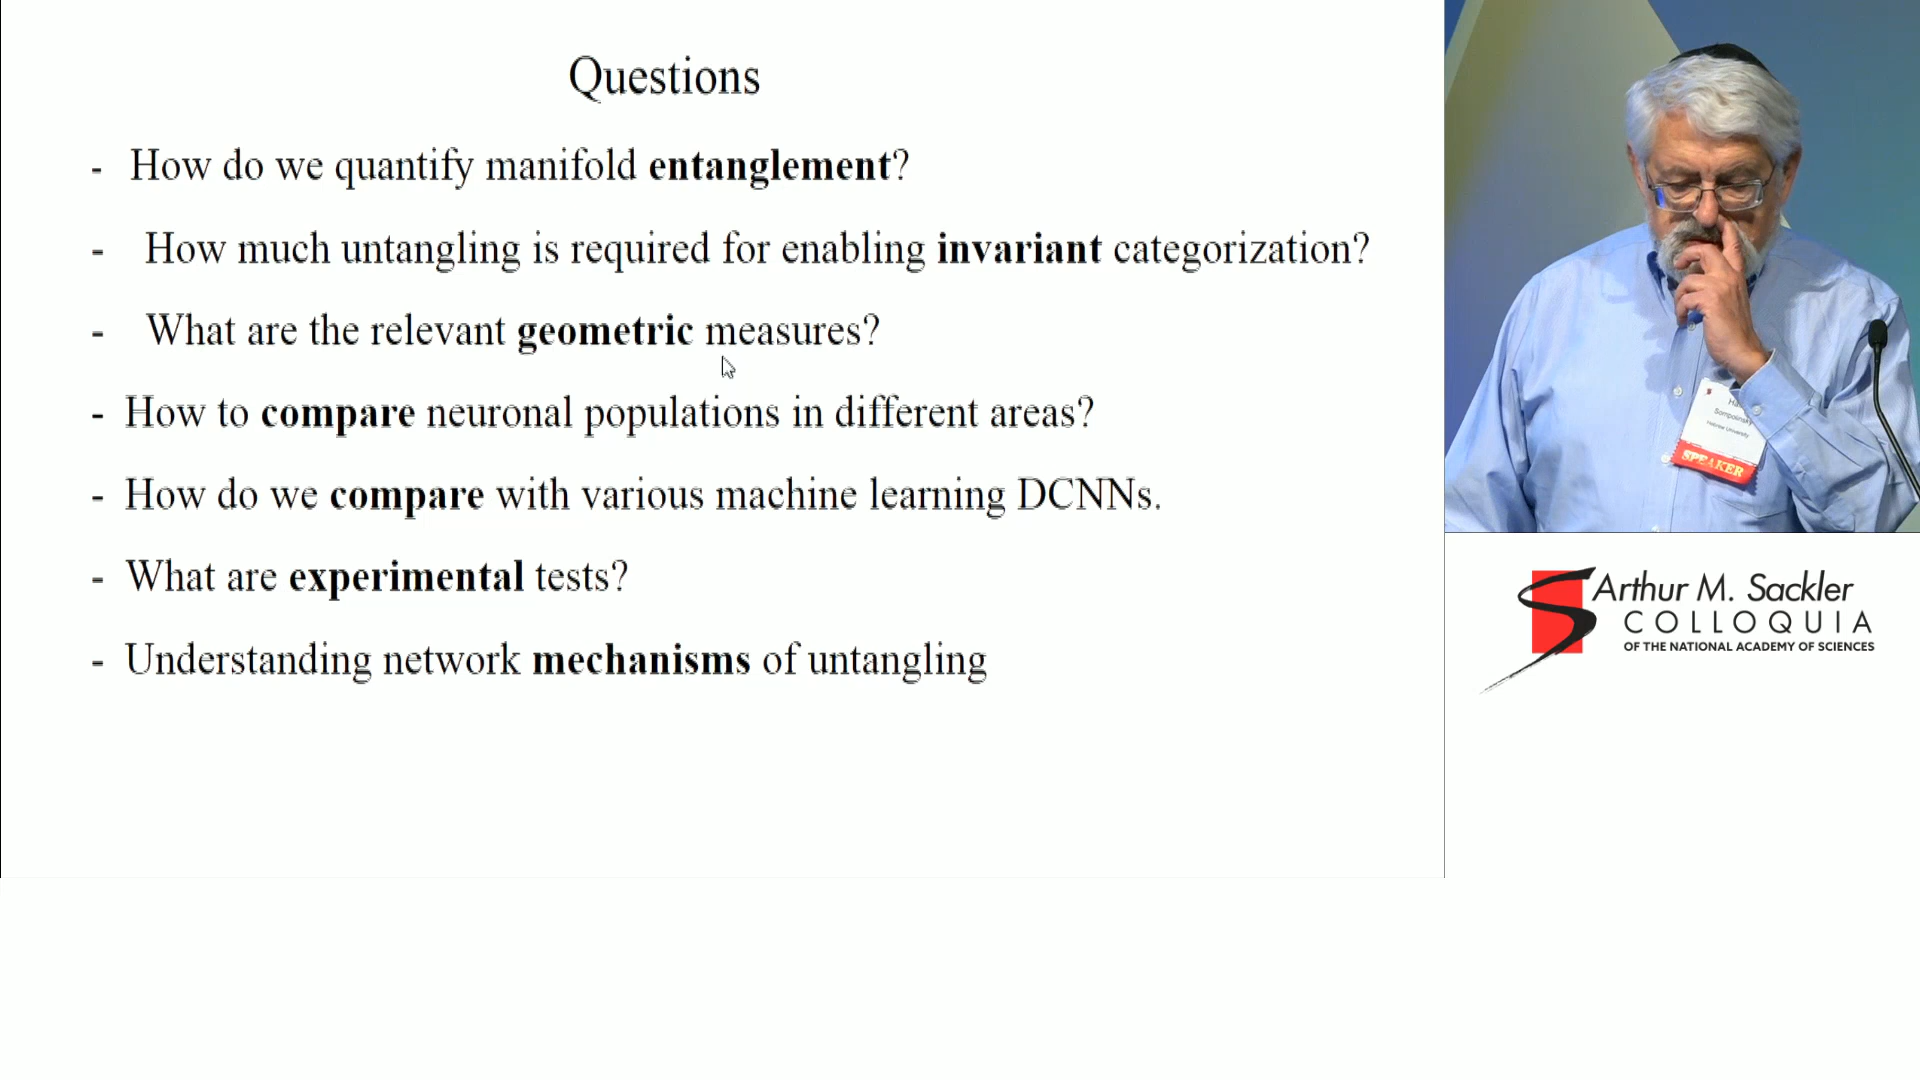 Questions
- How do we quantify manifold entanglement?
- How much untangling is required for enabling invariant categorization?
- What are the relevant geometric measures?
- How to compare neuronal populations in different areas?
- How do we compare with various machine learning DCNNs.
- What are experimental tests?
- Understanding network mechanisms of untangling
Sompolinsky
Hebrew University
SPEAKER
Arthur M. Sackler
COLLOQUIA
OF THE NATIONAL ACADEMY OF SCIENCES